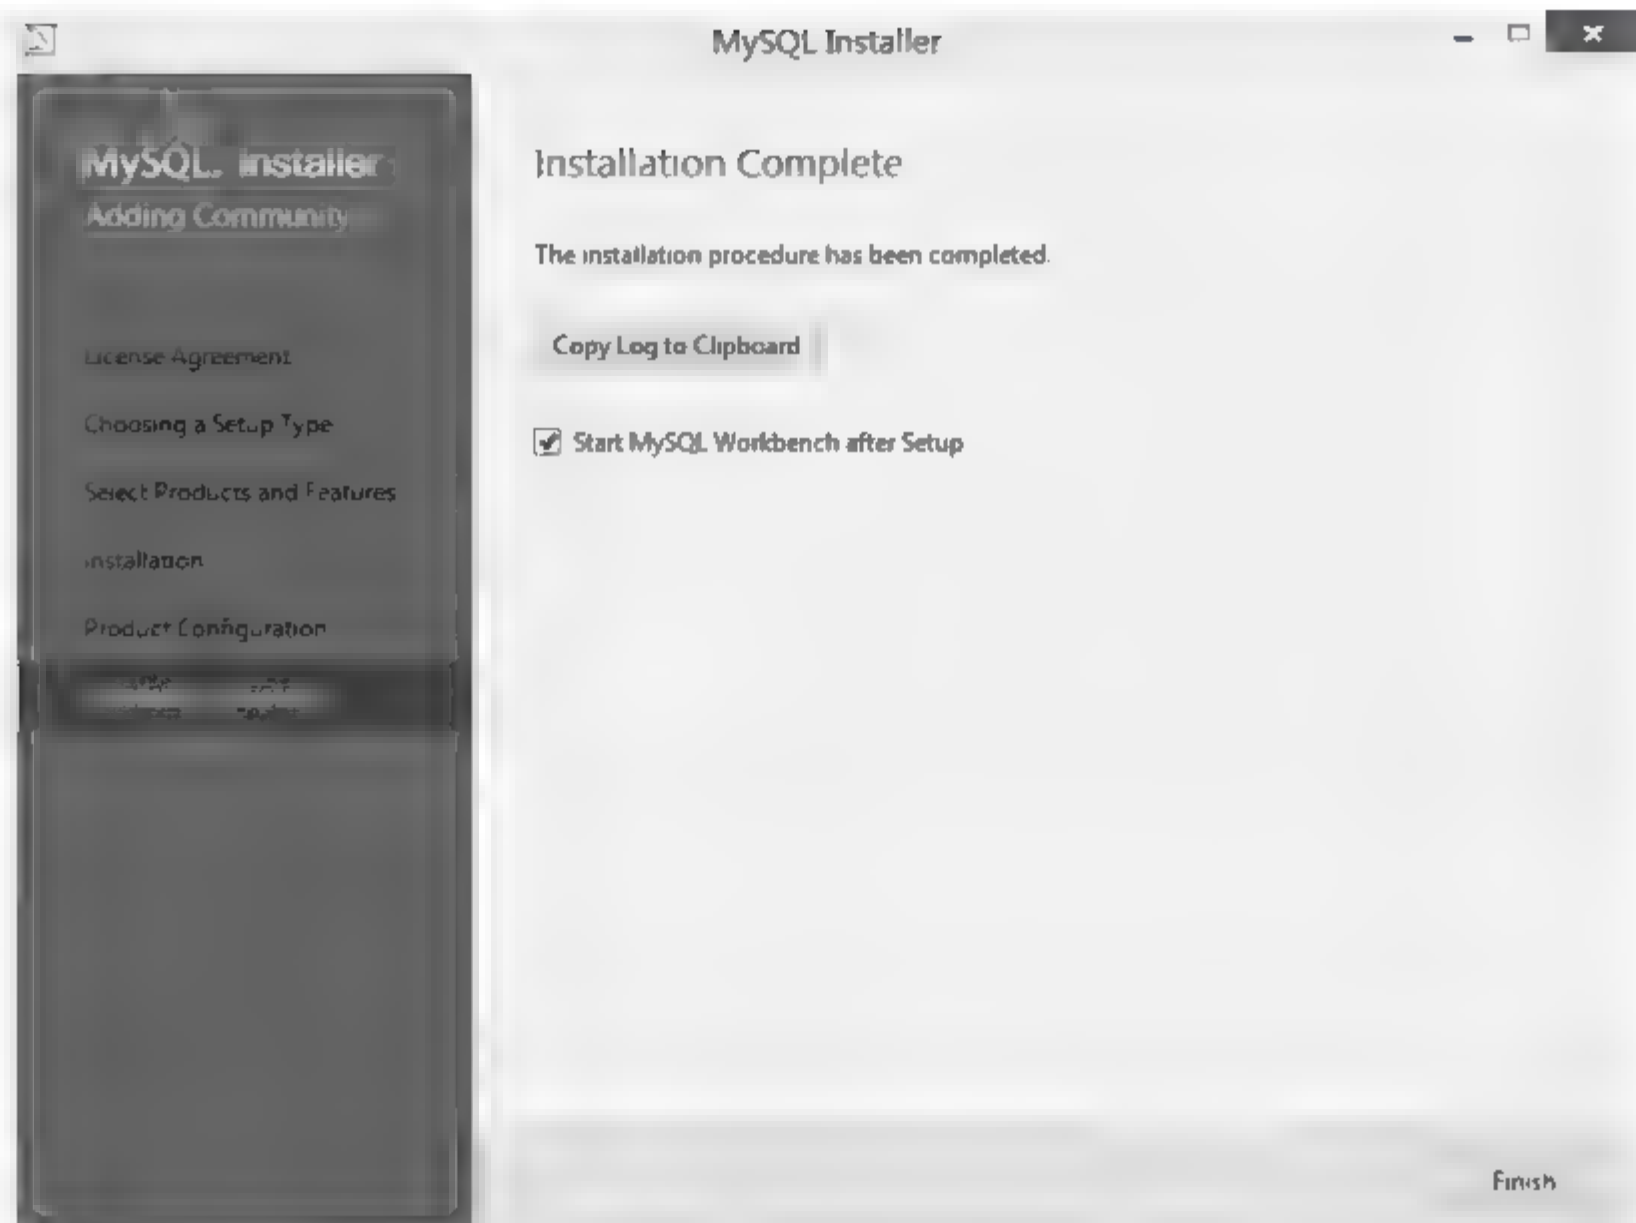 MySQL Installer
MySQL. Installer
Adding Community
License Agreement
Choosing a Setup Type
Select Products and Features
Installation
Product Configuration
Installation Complete
The installation procedure has been completed.
Copy Log to Clipboard
Start MySQL Workbench after Setup
Finish